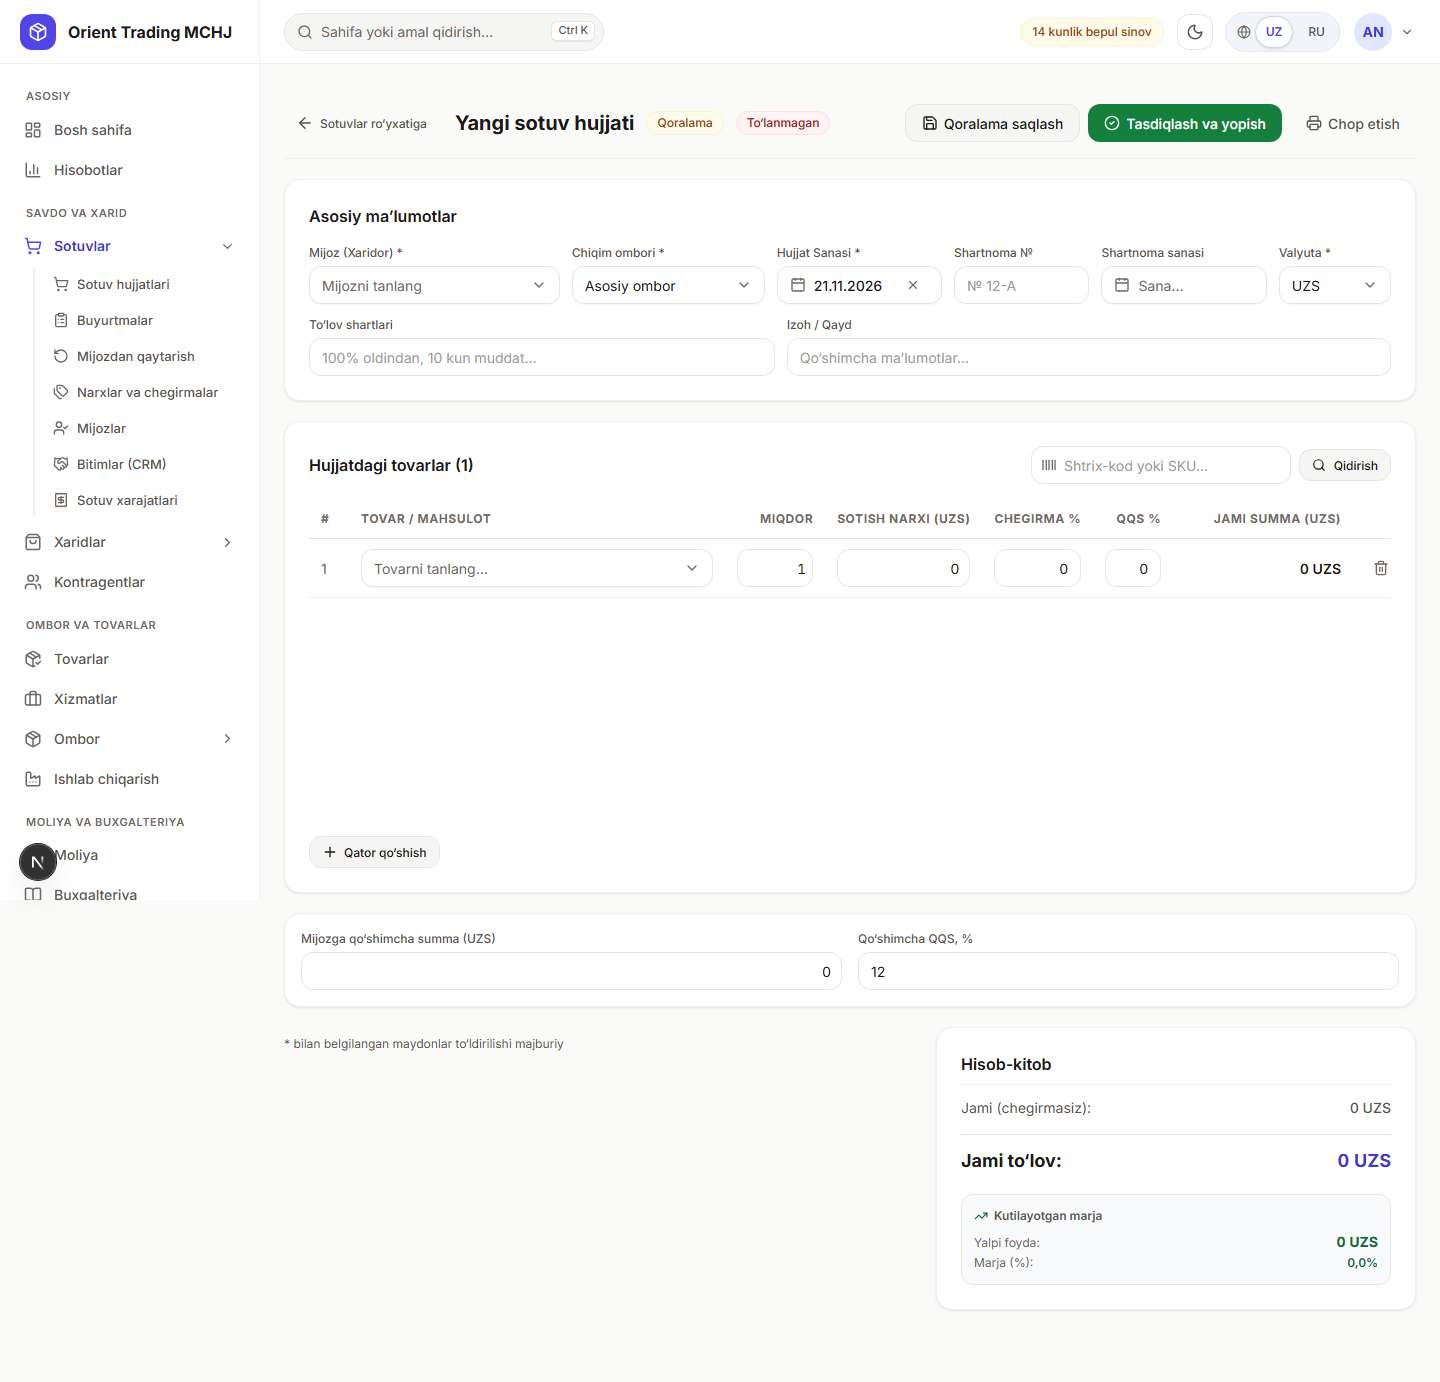 Orient Trading MCHJ
Sahifa yoki amal qidirish...
Ctrl K
14 kunlik bepul sinov
UZ
RU
AN
ASOSIY
Bosh sahifa
Hisobotlar
SAVDO VA XARID
Sotuvlar
Sotuv hujjatlari
Buyurtmalar
Mijozdan qaytarish
Narxlar va chegirmalar
Mijozlar
Bitimlar (CRM)
Sotuv xarajatlari
Xaridlar
Kontragentlar
OMBOR VA TOVARLAR
Tovarlar
Xizmatlar
Ombor
Ishlab chiqarish
MOLIYA VA BUXGALTERIYA
N
Moliya
Buxgalteriya
Sotuvlar ro‘yxatiga
Yangi sotuv hujjati
Qoralama
To‘lanmagan
Qoralama saqlash
Tasdiqlash va yopish
Chop etish
Asosiy ma’lumotlar
Mijoz (Xaridor) *
Chiqim ombori *
Hujjat Sanasi *
Shartnoma №
Shartnoma sanasi
Valyuta *
Mijozni tanlang
Asosiy ombor
21.11.2026
№ 12-A
Sana...
UZS
To‘lov shartlari
Izoh / Qayd
100% oldindan, 10 kun muddat...
Qo‘shimcha ma’lumotlar...
Hujjatdagi tovarlar (1)
Shtrix-kod yoki SKU...
Qidirish
# TOVAR / MAHSULOT MIQDOR SOTISH NARXI (UZS) CHEGIRMA % QQS % JAMI SUMMA (UZS)
1 Tovarni tanlang... 1 0 0 0 0 UZS
Qator qo‘shish
Mijozga qo‘shimcha summa (UZS)
Qo‘shimcha QQS, %
0
12
* bilan belgilangan maydonlar to‘ldirilishi majburiy
Hisob-kitob
Jami (chegirmasiz): 0 UZS
Jami to‘lov: 0 UZS
Kutilayotgan marja
Yalpi foyda: 0 UZS
Marja (%): 0,0%